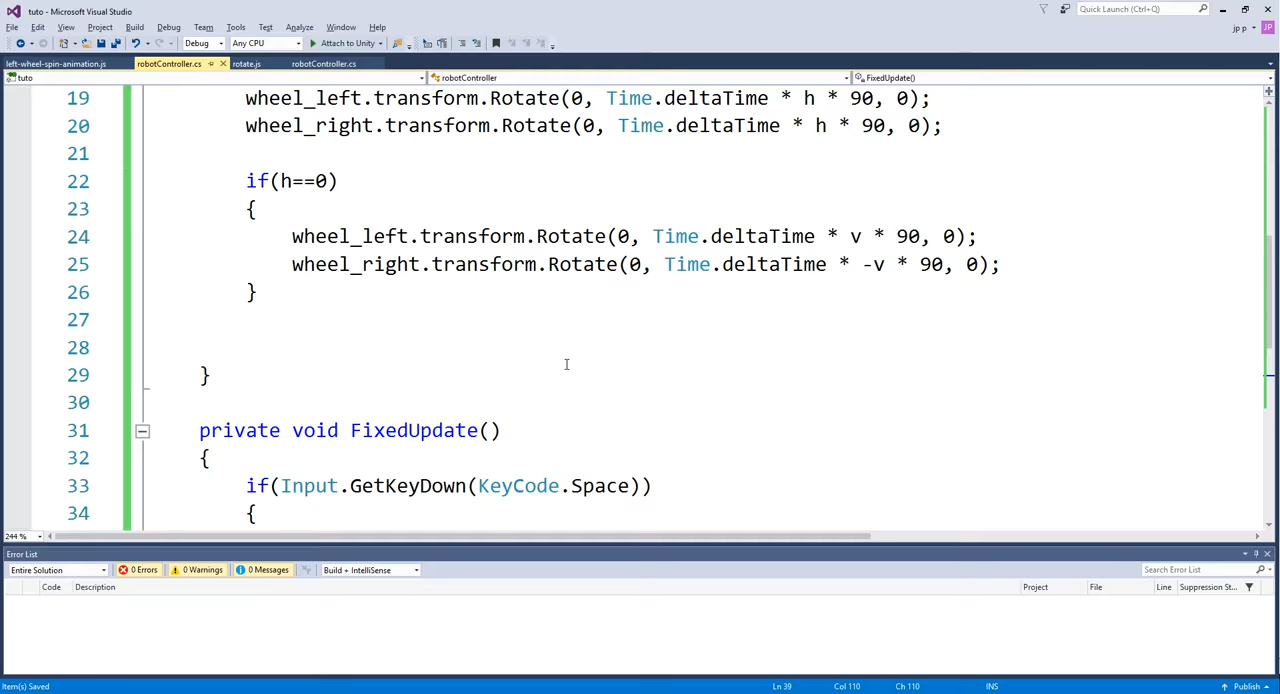 tuto - Microsoft Visual Studio
Quick Launch (Ctrl+Q)
File Edit View Project Build Debug Team Tools Test Analyze Window Help
jp p JP
Debug Any CPU Attach to Unity
left-wheel-spin-animation.js robotController.cs rotate.js robotController.cs
tuto robotController FixedUpdate()
19 wheel_left.transform.Rotate(0, Time.deltaTime * h * 90, 0);
20 wheel_right.transform.Rotate(0, Time.deltaTime * h * 90, 0);
21
22 if(h==0)
23 {
24 wheel_left.transform.Rotate(0, Time.deltaTime * v * 90, 0);
25 wheel_right.transform.Rotate(0, Time.deltaTime * -v * 90, 0);
26 }
27
28
29 }
30
31 private void FixedUpdate()
32 {
33 if(Input.GetKeyDown(KeyCode.Space))
34 {
244 %
Error List
Entire Solution 0 Errors 0 Warnings 0 Messages Build + IntelliSense Search Error List
Code Description Project File Line Suppression St...
Item(s) Saved Ln 39 Col 110 Ch 110 INS Publish